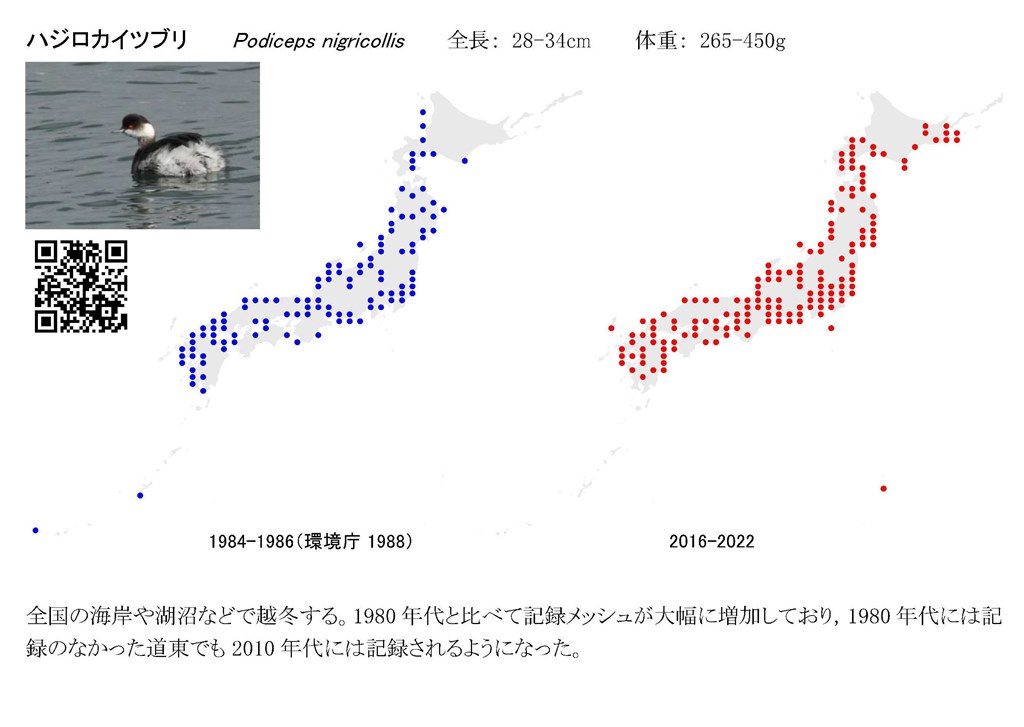 ハジロカイツブリ Podiceps nigricollis 全長： 28-34cm 体重： 265-450g
1984-1986（環境庁 1988） 2016-2022
全国の海岸や湖沼などで越冬する。1980 年代と比べて記録メッシュが大幅に増加しており，1980 年代には記
録のなかった道東でも 2010 年代には記録されるようになった。